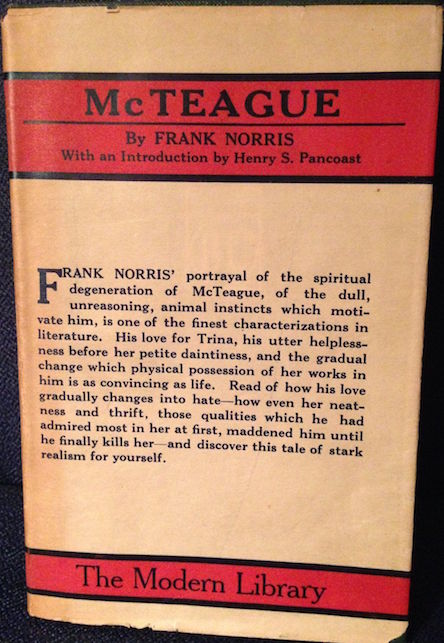 McTEAGUE
By FRANK NORRIS
With an Introduction by Henry S. Pancoast
FRANK NORRIS' portrayal of the spiritual
degeneration of McTeague, of the dull,
unreasoning, animal instincts which moti-
vate him, is one of the finest characterizations in
literature. His love for Trina, his utter helpless-
ness before her petite daintiness, and the gradual
change which physical possession of her works in
him is as convincing as life. Read of how his love
gradually changes into hate—how even her neat-
ness and thrift, those qualities which he had
admired most in her at first, maddened him until
he finally kills her—and discover this tale of stark
realism for yourself.
The Modern Library